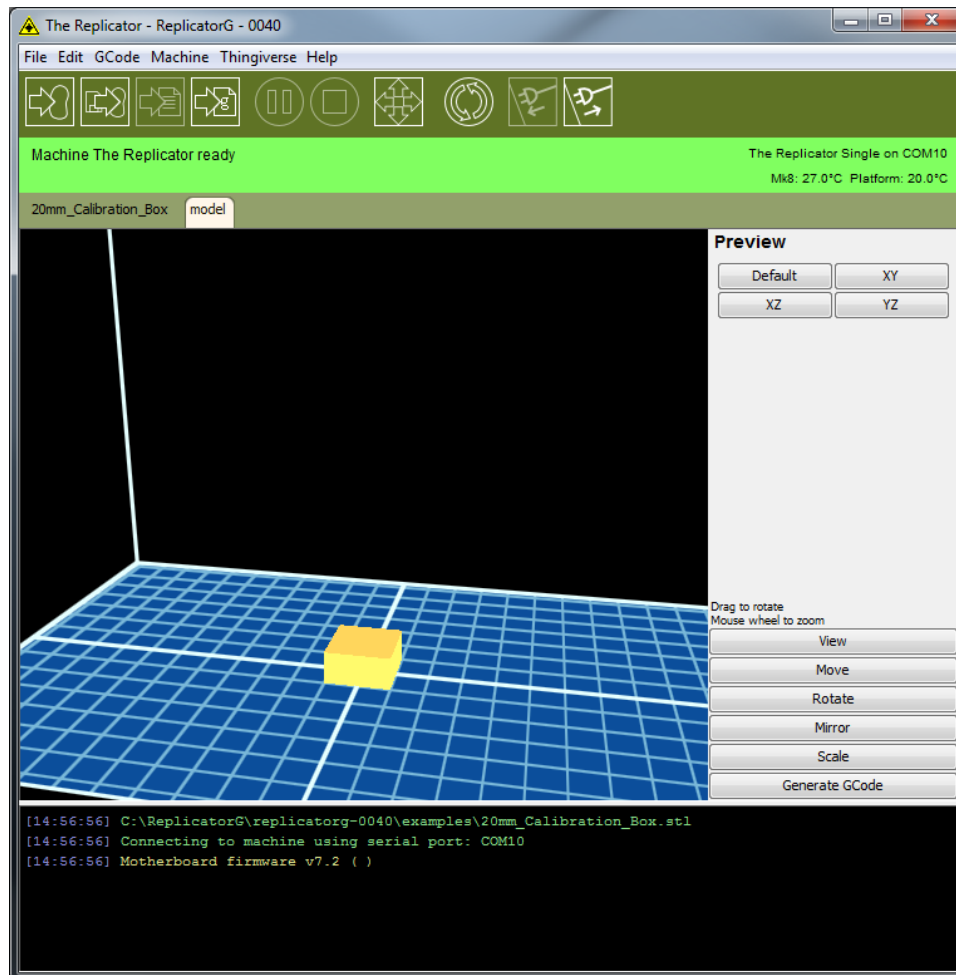 The Replicator - ReplicatorG - 0040
File Edit GCode Machine Thingiverse Help
g
Machine The Replicator ready
The Replicator Single on COM10
Mk8: 27.0°C Platform: 20.0°C
20mm_Calibration_Box model
Preview
Default XY
XZ YZ
Drag to rotate
Mouse wheel to zoom
View
Move
Rotate
Mirror
Scale
Generate GCode
[14:56:56] C:\ReplicatorG\replicatorg-0040\examples\20mm_Calibration_Box.stl
[14:56:56] Connecting to machine using serial port: COM10
[14:56:56] Motherboard firmware v7.2 ( )